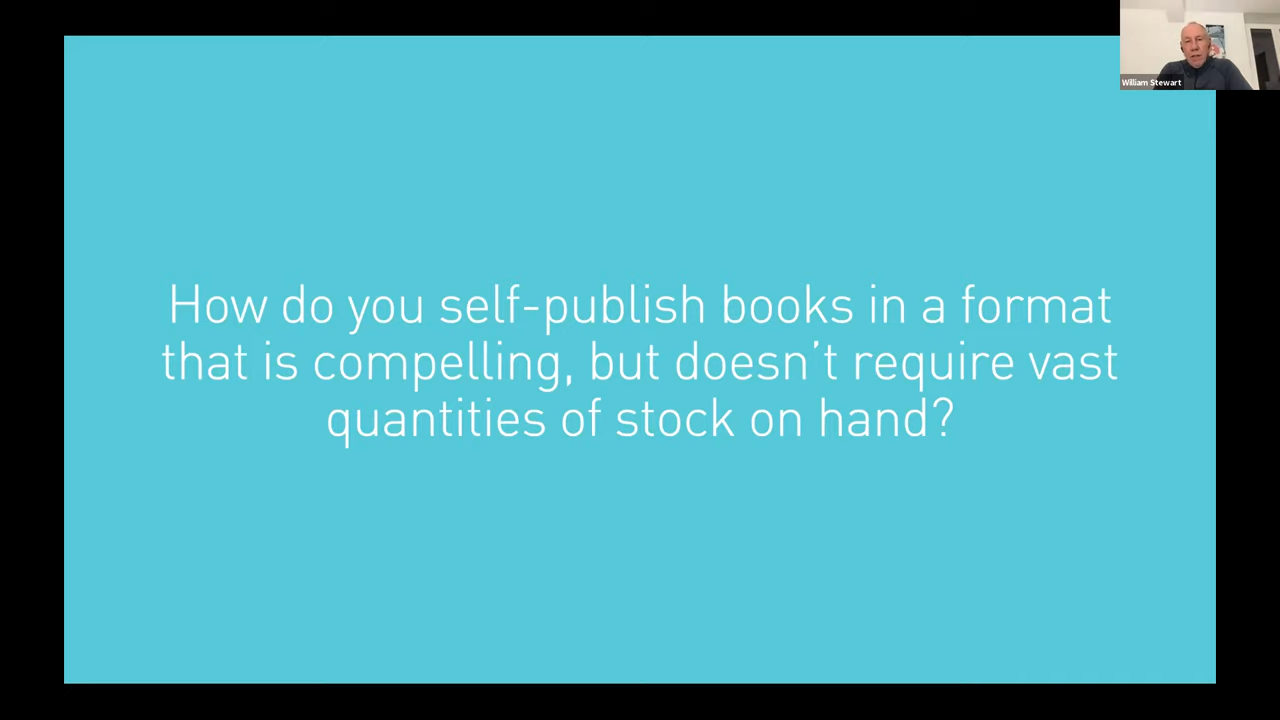 William Stewart
How do you self-publish books in a format
that is compelling, but doesn’t require vast
quantities of stock on hand?